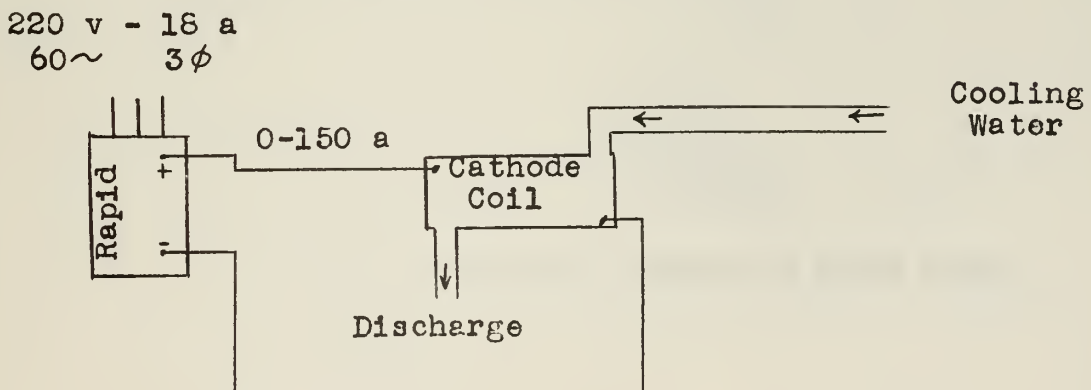 220 v - 18 a
60~ 3ϕ
0-150 a
Cooling
Water
Rapid
+
-
Cathode
Coil
Discharge